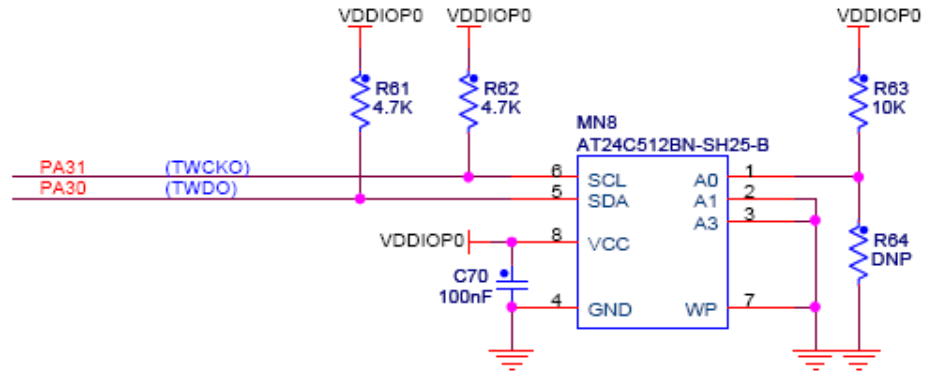 VDDIOP0 VDDIOP0 VDDIOP0
R61
4.7K
R62
4.7K
R63
10K
MN8
AT24C512BN-SH25-B
PA31 (TWCKO)
PA30 (TWDO)
6 SCL A0 1
5 SDA A1 2
A3 3
VDDIOP0 8 VCC
R64
DNP
C70
100nF
4 GND WP 7